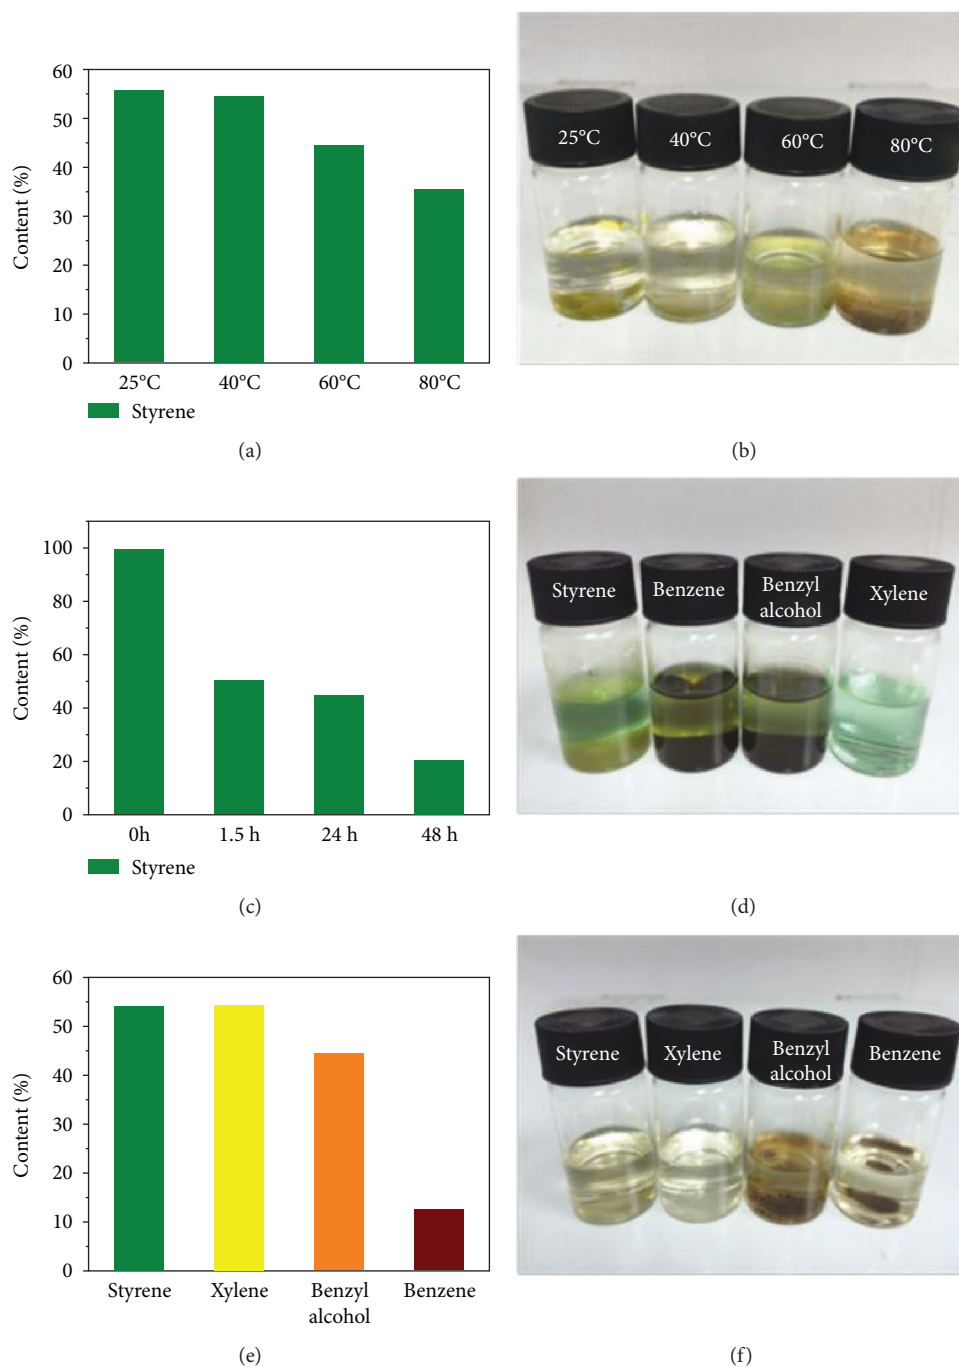 60
50
40
30
20
10
0
Content (%)
25°C 40°C 60°C 80°C
Styrene
(a)
25°C 40°C 60°C 80°C
(b)
100
80
60
40
20
0
Content (%)
0h 1.5 h 24 h 48 h
Styrene
(c)
Styrene Benzene Benzyl alcohol Xylene
(d)
60
50
40
30
20
10
0
Content (%)
Styrene Xylene Benzyl alcohol Benzene
(e)
Styrene Xylene Benzyl alcohol Benzene
(f)